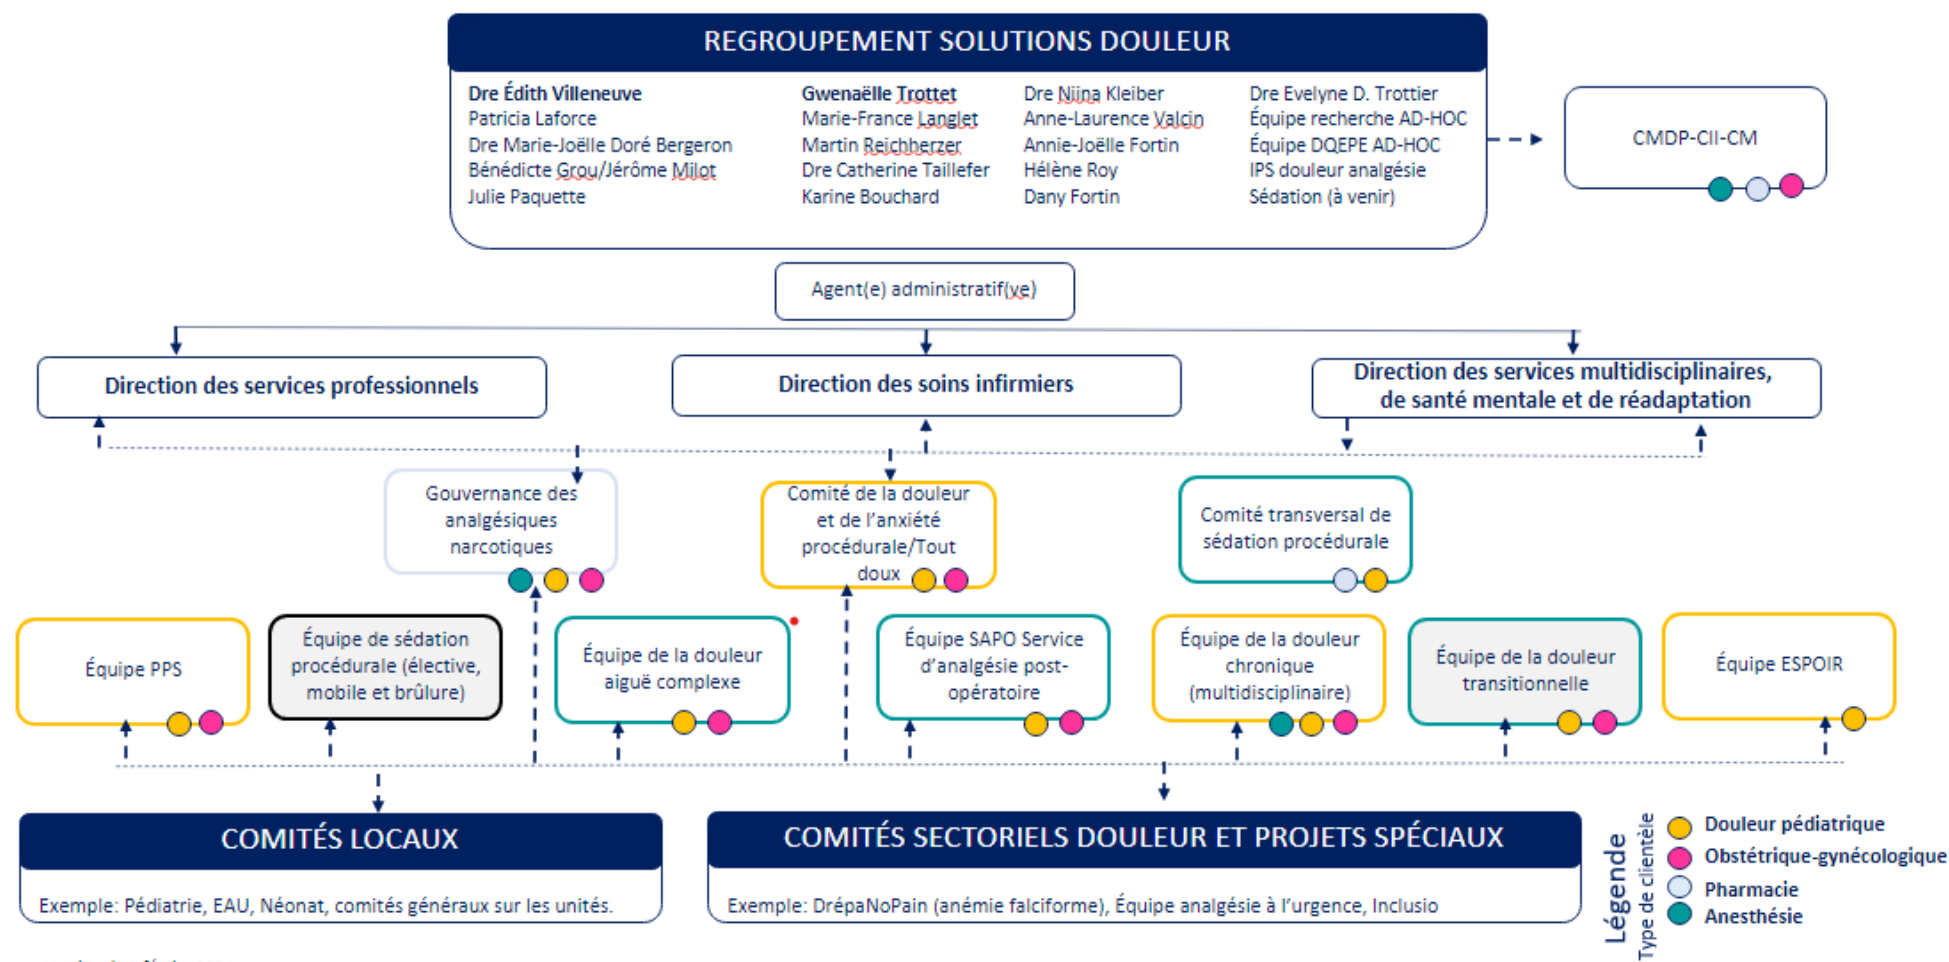 REGROUPEMENT SOLUTIONS DOULEUR
Dre Édith Villeneuve
Patricia Laforce
Dre Marie-Joëlle Doré Bergeron
Bénédicte Grou/Jérôme Milot
Julie Paquette
Gwenaëlle Trottet
Marie-France Langlet
Martin Reichherzer
Dre Catherine Taillefer
Karine Bouchard
Dre Niina Kleiber
Anne-Laurence Valcin
Annie-Joëlle Fortin
Hélène Roy
Dany Fortin
Dre Evelyne D. Trottier
Équipe recherche AD-HOC
Équipe DQEPE AD-HOC
IPS douleur analgésie
Sédation (à venir)
CMDP-CII-CM
Agent(e) administratif(ve)
Direction des services professionnels
Direction des soins infirmiers
Direction des services multidisciplinaires,
de santé mentale et de réadaptation
Gouvernance des
analgésiques
narcotiques
Comité de la douleur
et de l’anxiété
procédurale/Tout
doux
Comité transversal de
sédation procédurale
Équipe PPS
Équipe de sédation
procédurale (élective,
mobile et brûlure)
Équipe de la douleur
aiguë complexe
Équipe SAPO Service
d’analgésie post-
opératoire
Équipe de la douleur
chronique
(multidisciplinaire)
Équipe de la douleur
transitionnelle
Équipe ESPOIR
COMITÉS LOCAUX
Exemple: Pédiatrie, EAU, Néonat, comités généraux sur les unités.
COMITÉS SECTORIELS DOULEUR ET PROJETS SPÉCIAUX
Exemple: DrépaNoPain (anémie falciforme), Équipe analgésie à l’urgence, Inclusio
Légende
Type de clientèle
Douleur pédiatrique
Obstétrique-gynécologique
Pharmacie
Anesthésie